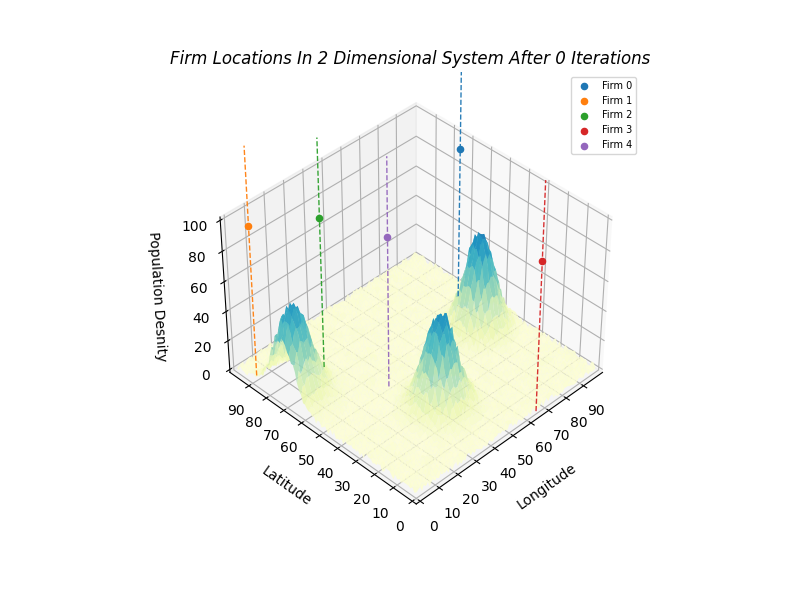 Firm Locations In 2 Dimensional System After 0 Iterations
Firm 0
Firm 1
Firm 2
Firm 3
Firm 4
Population Desnity
100
80
60
40
20
0
90
80
70
60
50
40
30
20
10
0
Latitude
0
10
20
30
40
50
60
70
80
90
Longitude